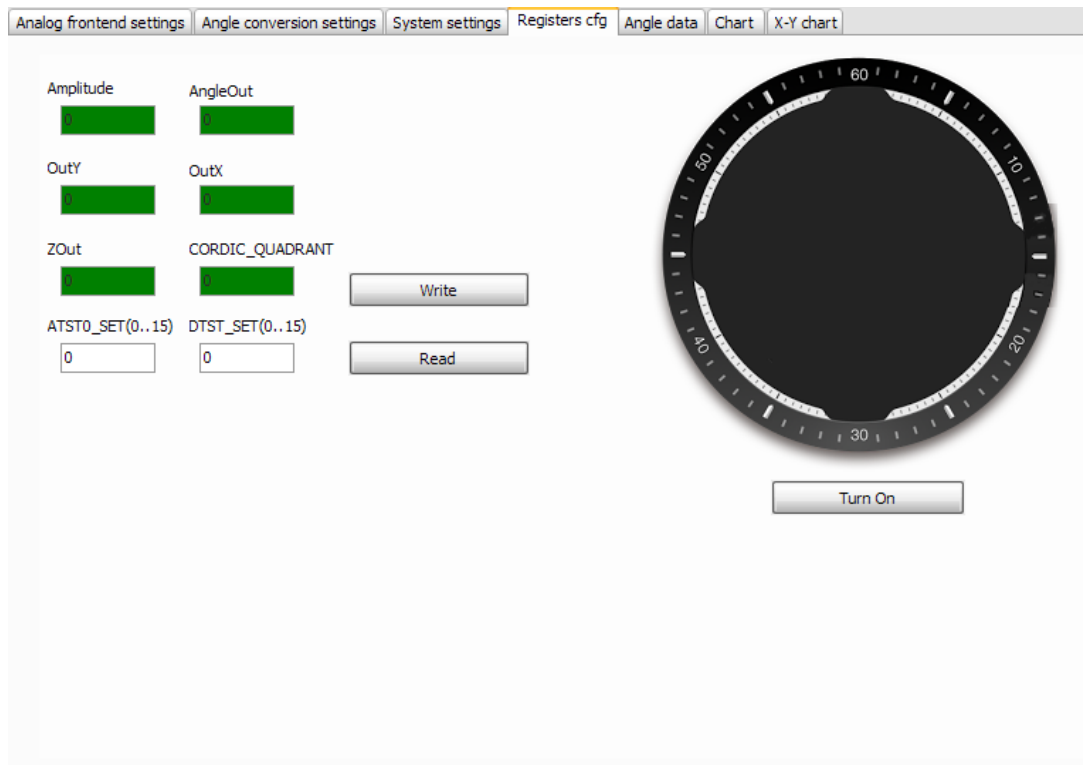 Analog frontend settings Angle conversion settings System settings Registers cfg Angle data Chart X-Y chart
Amplitude AngleOut
0 0
OutY OutX
0 0
ZOut CORDIC_QUADRANT
0 0
Write
ATST0_SET(0..15) DTST_SET(0..15)
0 0
Read
60
50 10
40 20
30
Turn On